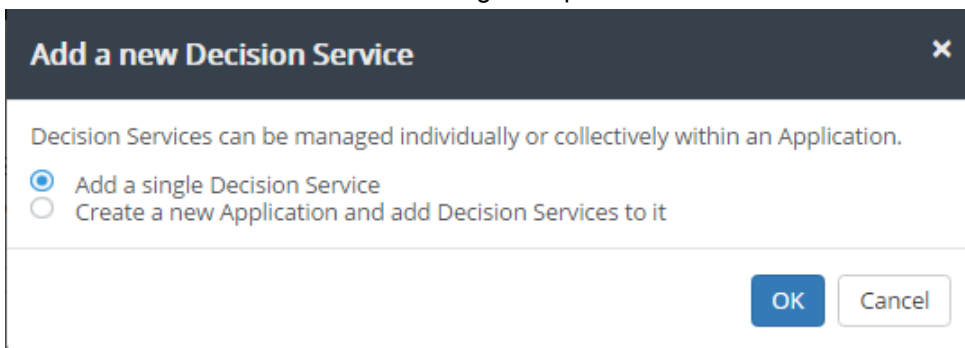 Add a new Decision Service ×
Decision Services can be managed individually or collectively within an Application.
Add a single Decision Service
Create a new Application and add Decision Services to it
OK Cancel